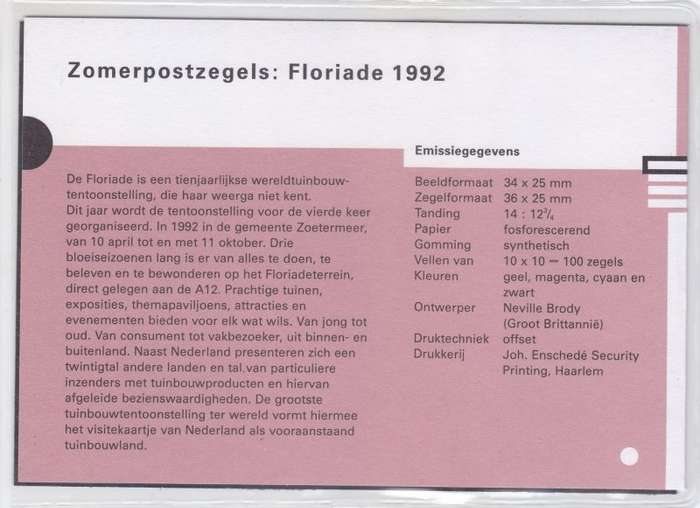 Zomerpostzegels: Floriade 1992
De Floriade is een tienjaarlijkse wereldtuinbouw-
tentoonstelling, die haar weerga niet kent.
Dit jaar wordt de tentoonstelling voor de vierde keer
georganiseerd. In 1992 in de gemeente Zoetermeer,
van 10 april tot en met 11 oktober. Drie
bloeiseizoenen lang is er van alles te doen, te
beleven en te bewonderen op het Floriadeterrein,
direct gelegen aan de A12. Prachtige tuinen,
exposities, themapaviljoens, attracties en
evenementen bieden voor elk wat wils. Van jong tot
oud. Van consument tot vakbezoeker, uit binnen- en
buitenland. Naast Nederland presenteren zich een
twintigtal andere landen en tal van particuliere
inzenders met tuinbouwproducten en hiervan
afgeleide bezienswaardigheden. De grootste
tuinbouwtentoonstelling ter wereld vormt hiermee
het visitekaartje van Nederland als vooraanstaand
tuinbouwland.
Emissiegegevens
Beeldformaat 34 x 25 mm
Zegelformaat 36 x 25 mm
Tanding 14 : 12¾
Papier fosforescerend
Gomming synthetisch
Vellen van 10 x 10 = 100 zegels
Kleuren geel, magenta, cyaan en
zwart
Ontwerper Neville Brody
(Groot Brittannië)
Druktechniek offset
Drukkerij Joh. Enschedé Security
Printing, Haarlem